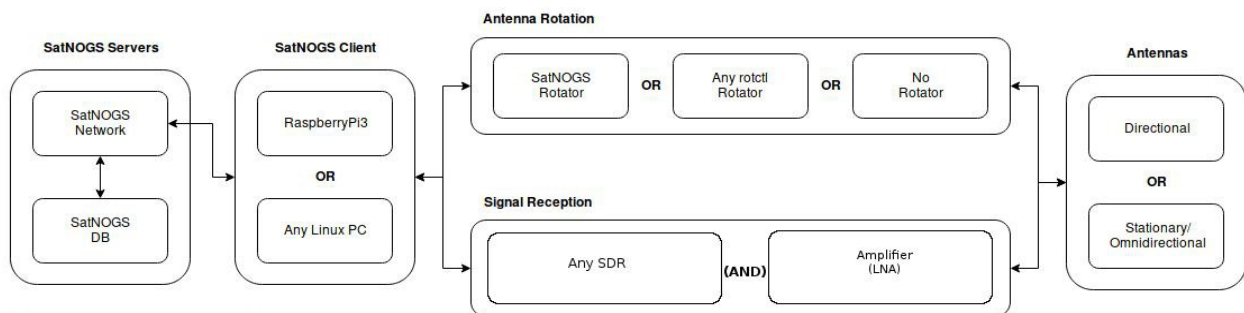 SatNOGS Servers
SatNOGS
Network
SatNOGS
DB
SatNOGS Client
RaspberryPi3
OR
Any Linux PC
Antenna Rotation
SatNOGS
Rotator
OR
Any rotctl
Rotator
OR
No
Rotator
Signal Reception
Any SDR
(AND)
Amplifier
(LNA)
Antennas
Directional
OR
Stationary/
Omnidirectional